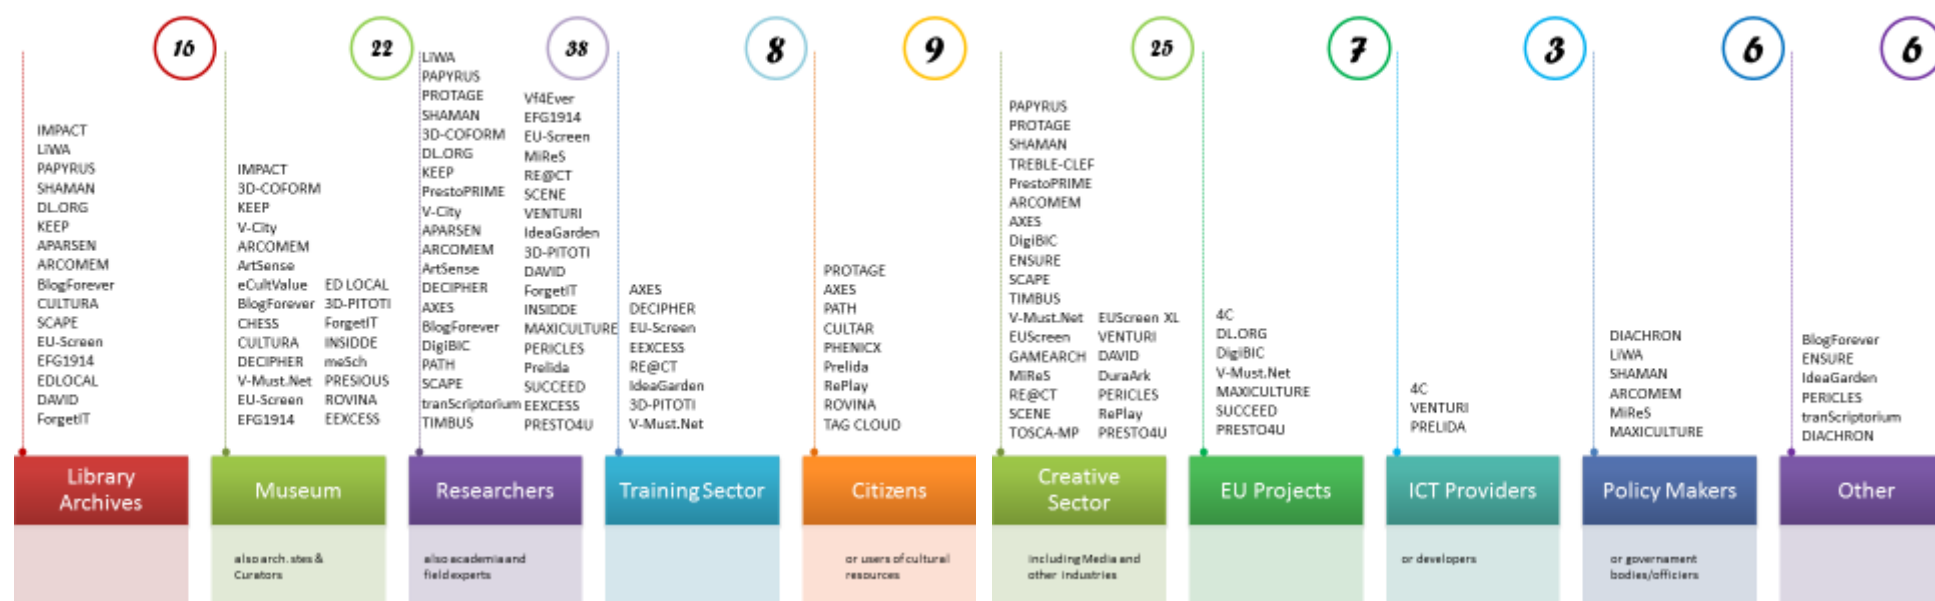 16
22
38
8
9
25
7
3
6
6
IMPACT
LiWA
PAPYRUS
SHAMAN
DL.ORG
KEEP
APARSEN
ARCOMEM
BlogForever
CULTURA
SCAPE
EU-Screen
EFG1914
EDLOCAL
DAVID
ForgetIT
IMPACT
3D-COFORM
KEEP
V-City
ARCOMEM
ArtSense
eCultValue
BlogForever
CHESS
CULTURA
DECIPHER
V-Must.Net
EU-Screen
EFG1914
ED LOCAL
3D-PITOTI
ForgetIT
INSIDDE
meSch
PRESIOUS
ROVINA
EEXCESS
LiWA
PAPYRUS
PROTAGE
SHAMAN
3D-COFORM
DL.ORG
KEEP
PrestoPRIME
V-City
APARSEN
ARCOMEM
ArtSense
DECIPHER
AXES
BlogForever
DigiBIC
PATH
SCAPE
tranScriptorium
TIMBUS
Vf4Ever
EFG1914
EU-Screen
MiReS
RE@CT
SCENE
VENTURI
IdeaGarden
3D-PITOTI
DAVID
ForgetIT
INSIDDE
MAXICULTURE
PERICLES
Prelida
SUCCEED
EEXCESS
PRESTO4U
AXES
DECIPHER
EU-Screen
EEXCESS
RE@CT
IdeaGarden
3D-PITOTI
V-Must.Net
PROTAGE
AXES
PATH
CULTAR
PHENICX
Prelida
RePlay
ROVINA
TAG CLOUD
PAPYRUS
PROTAGE
SHAMAN
TREBLE-CLEF
PrestoPRIME
ARCOMEM
AXES
DigiBIC
ENSURE
SCAPE
TIMBUS
V-Must.Net
EUScreen
GAMEARCH
MiReS
RE@CT
SCENE
TOSCA-MP
EUScreen XL
VENTURI
DAVID
DuraArk
PERICLES
RePlay
PRESTO4U
4C
DL.ORG
DigiBIC
V-Must.Net
MAXICULTURE
SUCCEED
PRESTO4U
4C
VENTURI
PRELIDA
DIACHRON
LiWA
SHAMAN
ARCOMEM
MiReS
MAXICULTURE
BlogForever
ENSURE
IdeaGarden
PERICLES
tranScriptorium
DIACHRON
Library
Archives
Museum
Researchers
Training Sector
Citizens
Creative
Sector
EU Projects
ICT Providers
Policy Makers
Other
also arch. stes &
Curators
also academia and
field experts
or users of cultural
resources
including Media and
other industries
or developers
or governament
bodies/officiers